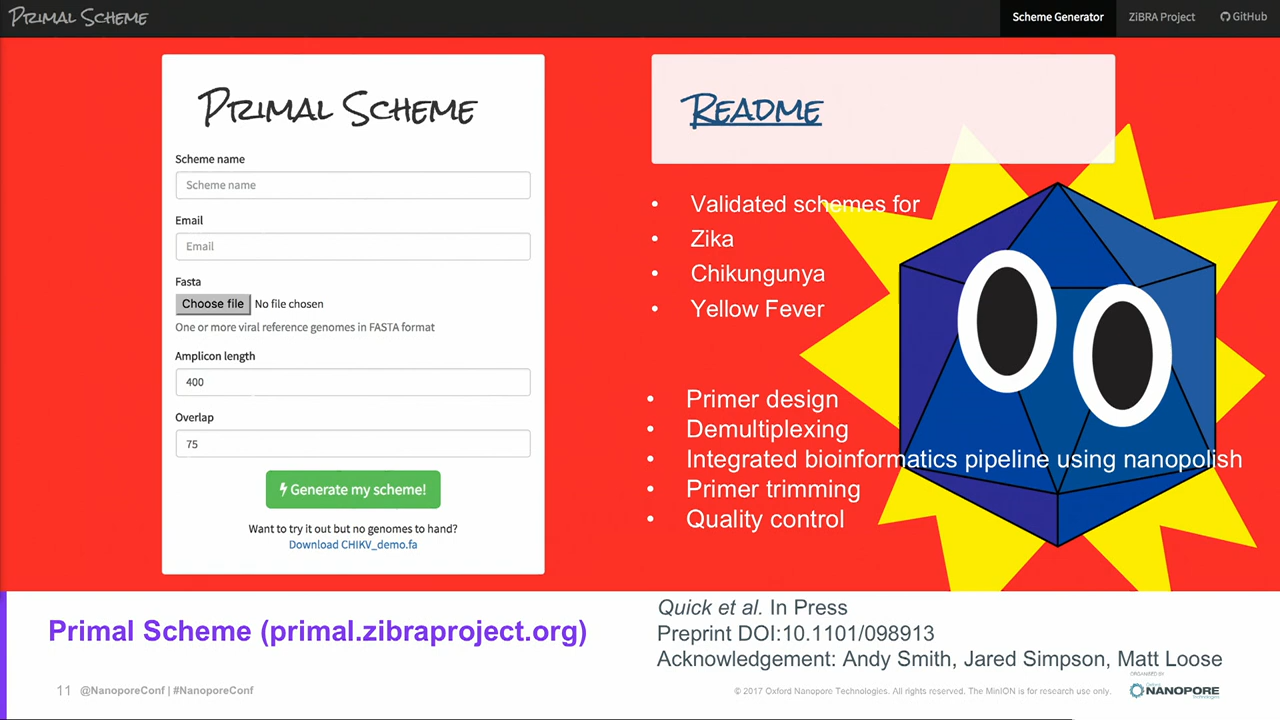 Primal Scheme
Scheme Generator
ZiBRA Project
GitHub
Primal Scheme
Scheme name
Scheme name
Email
Email
Fasta
Choose file No file chosen
One or more viral reference genomes in FASTA format
Amplicon length
400
Overlap
75
Generate my scheme!
Want to try it out but no genomes to hand?
Download CHIKV_demo.fa
Readme
• Validated schemes for
• Zika
• Chikungunya
• Yellow Fever
• Primer design
• Demultiplexing
• Integrated bioinformatics pipeline using nanopolish
• Primer trimming
• Quality control
Primal Scheme (primal.zibraproject.org)
Quick et al. In Press
Preprint DOI:10.1101/098913
Acknowledgement: Andy Smith, Jared Simpson, Matt Loose
11 @NanoporeConf | #NanoporeConf
© 2017 Oxford Nanopore Technologies. All rights reserved. The MinION is for research use only.
ORGANISED BY
Oxford
NANOPORE
Technologies